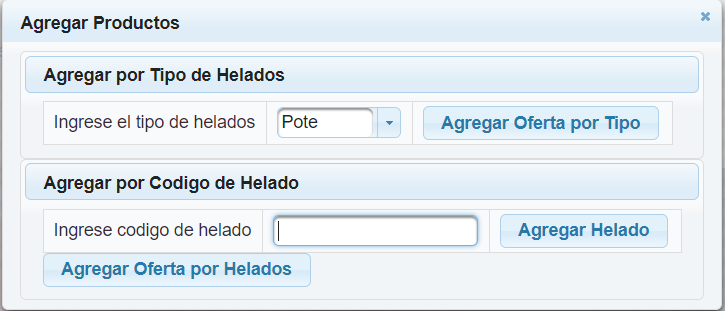 Agregar Productos
Agregar por Tipo de Helados
Ingrese el tipo de helados Pote Agregar Oferta por Tipo
Agregar por Codigo de Helado
Ingrese codigo de helado Agregar Helado
Agregar Oferta por Helados